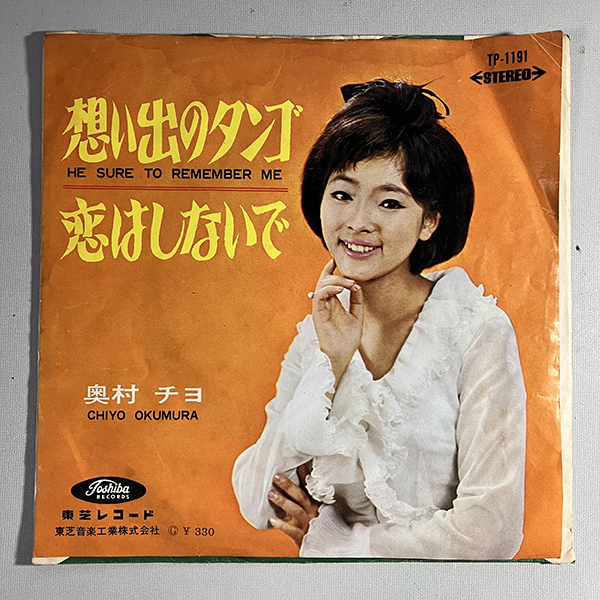 TP-1191
STEREO
想い出のタンゴ
HE SURE TO REMEMBER ME
恋はしないで
奥村 チヨ
CHIYO OKUMURA
Toshiba
RECORDS
東芝レコード
東芝音楽工業株式会社 Ⓖ ¥ 330